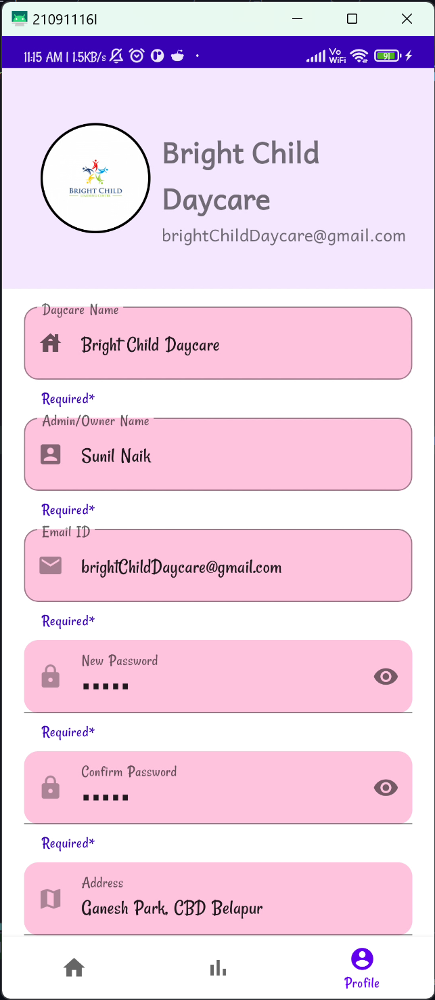 21091116I
11:15 AM | 1.5KB/s
Vo
WiFi
91
Bright Child
Daycare
brightChildDaycare@gmail.com
BRIGHT CHILD
LEARNING CENTER
Daycare Name
Bright Child Daycare
Required*
Admin/Owner Name
Sunil Naik
Required*
Email ID
brightChildDaycare@gmail.com
Required*
New Password
Required*
Confirm Password
Required*
Address
Ganesh Park, CBD Belapur
Profile